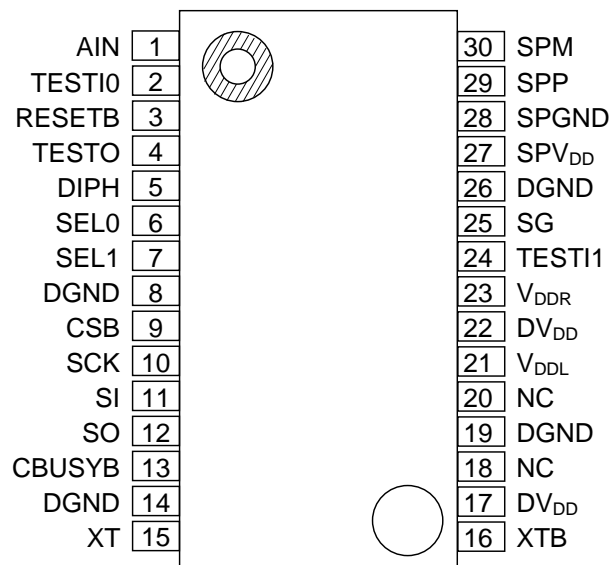 AIN 1 30 SPM
TESTI0 2 29 SPP
RESETB 3 28 SPGND
TESTO 4 27 SPVDD
DIPH 5 26 DGND
SEL0 6 25 SG
SEL1 7 24 TESTI1
DGND 8 23 VDDR
CSB 9 22 DVDD
SCK 10 21 VDDL
SI 11 20 NC
SO 12 19 DGND
CBUSYB 13 18 NC
DGND 14 17 DVDD
XT 15 16 XTB